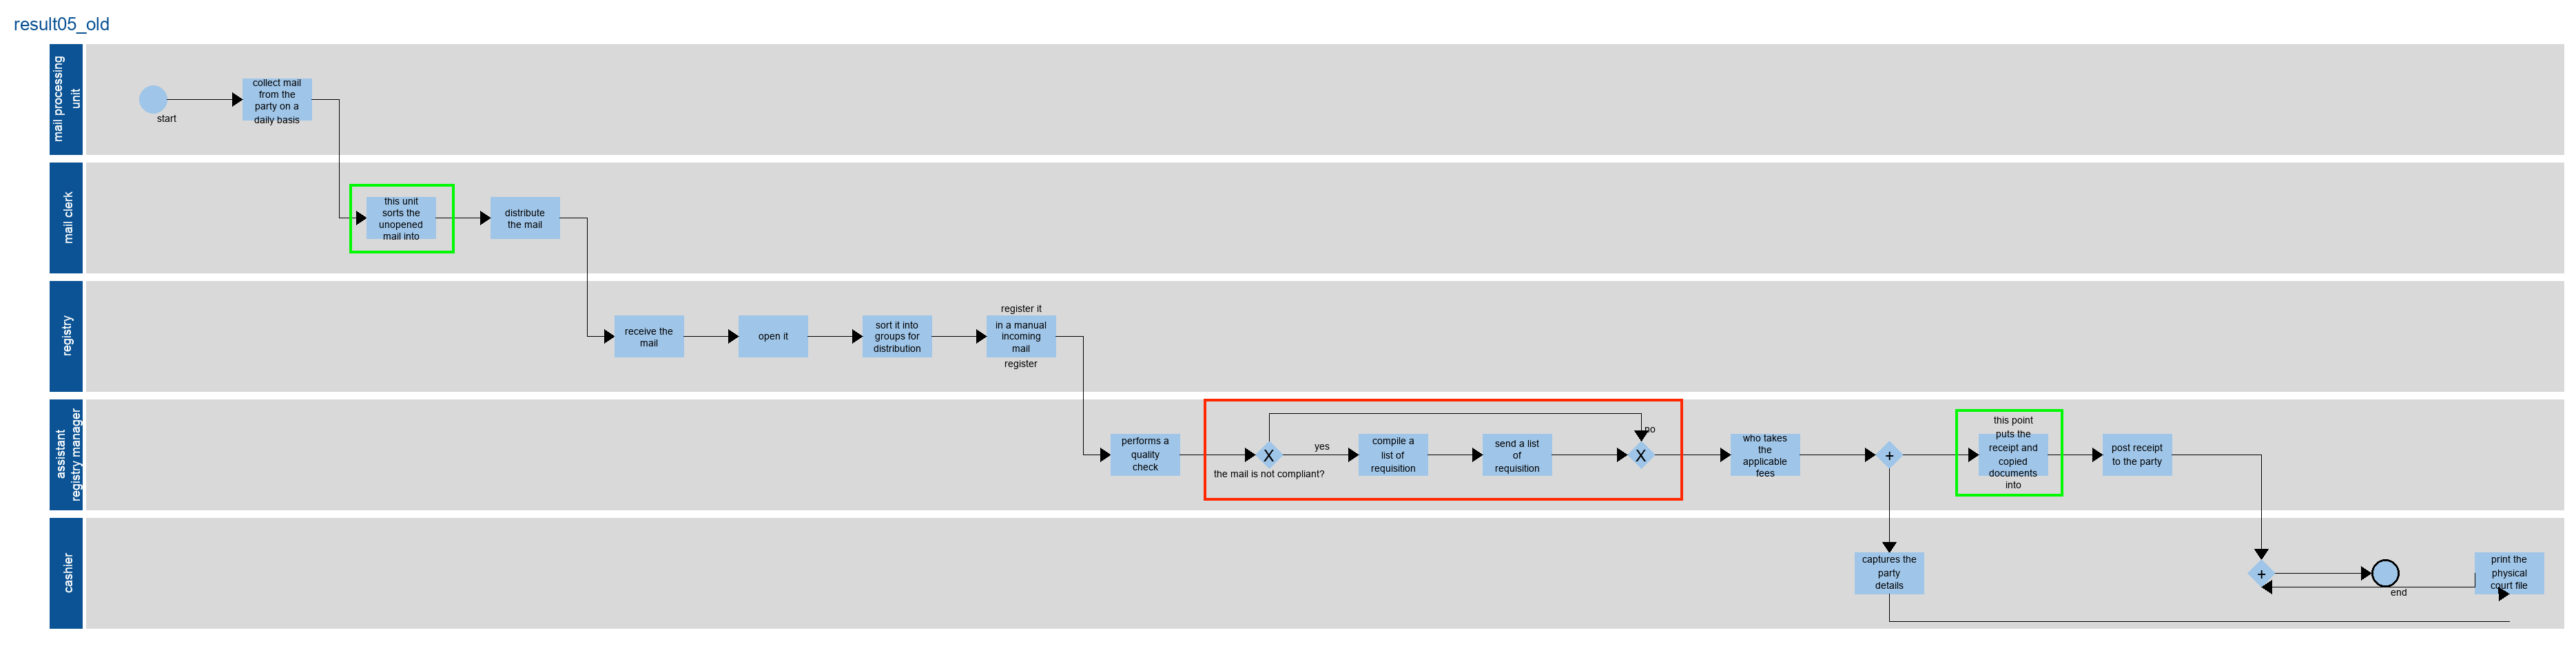 result05_old
mail processing
unit
collect mail
from the
party on a
daily basis
start
mail clerk
this unit
sorts the
unopened
mail into
distribute
the mail
registry
receive the
mail
open it
sort it into
groups for
distribution
register it
in a manual
incoming
mail
register
assistant
registry manager
performs a
quality
check
X
the mail is not compliant?
yes
compile a
list of
requisition
send a list
of
requisition
no
X
who takes
the
applicable
fees
+
this point
puts the
receipt and
copied
documents
into
post receipt
to the party
cashier
captures the
party
details
+
end
print the
physical
court file